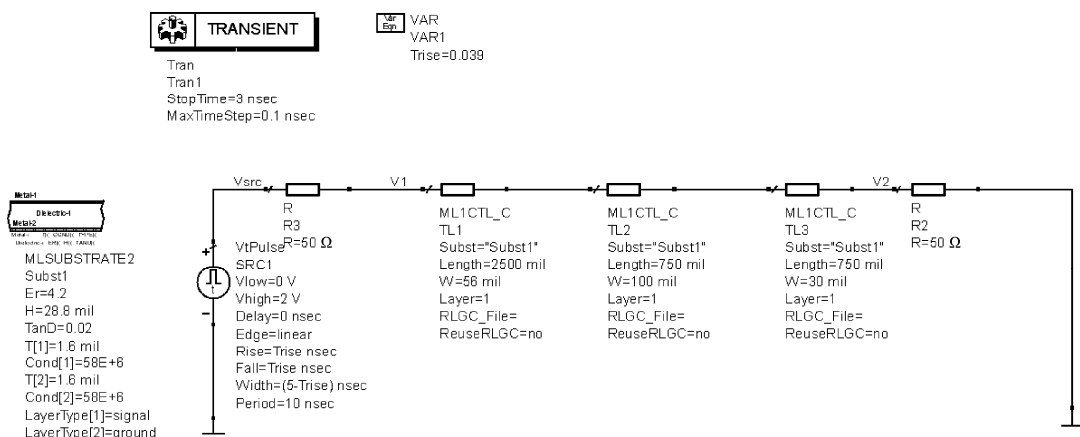 TRANSIENT
Tran
Tran1
StopTime=3 nsec
MaxTimeStep=0.1 nsec
Var
Eqn
VAR
VAR1
Trise=0.039
Metal-1
Dielectric-1
Metal-2
MLSUBSTRATE2
Subst1
Er=4.2
H=28.8 mil
TanD=0.02
T[1]=1.6 mil
Cond[1]=58E+6
T[2]=1.6 mil
Cond[2]=58E+6
LayerType[1]=signal
LayerType[2]=ground
Vsrc
+
t
VtPulse
SRC1
Vlow=0 V
Vhigh=2 V
Delay=0 nsec
Edge=linear
Rise=Trise nsec
Fall=Trise nsec
Width=(5-Trise) nsec
Period=10 nsec
R
R3
R=50 Ω
V1
ML1CTL_C
TL1
Subst="Subst1"
Length=2500 mil
W=56 mil
Layer=1
RLGC_File=
ReuseRLGC=no
ML1CTL_C
TL2
Subst="Subst1"
Length=750 mil
W=100 mil
Layer=1
RLGC_File=
ReuseRLGC=no
ML1CTL_C
TL3
Subst="Subst1"
Length=750 mil
W=30 mil
Layer=1
RLGC_File=
ReuseRLGC=no
V2
R
R2
R=50 Ω